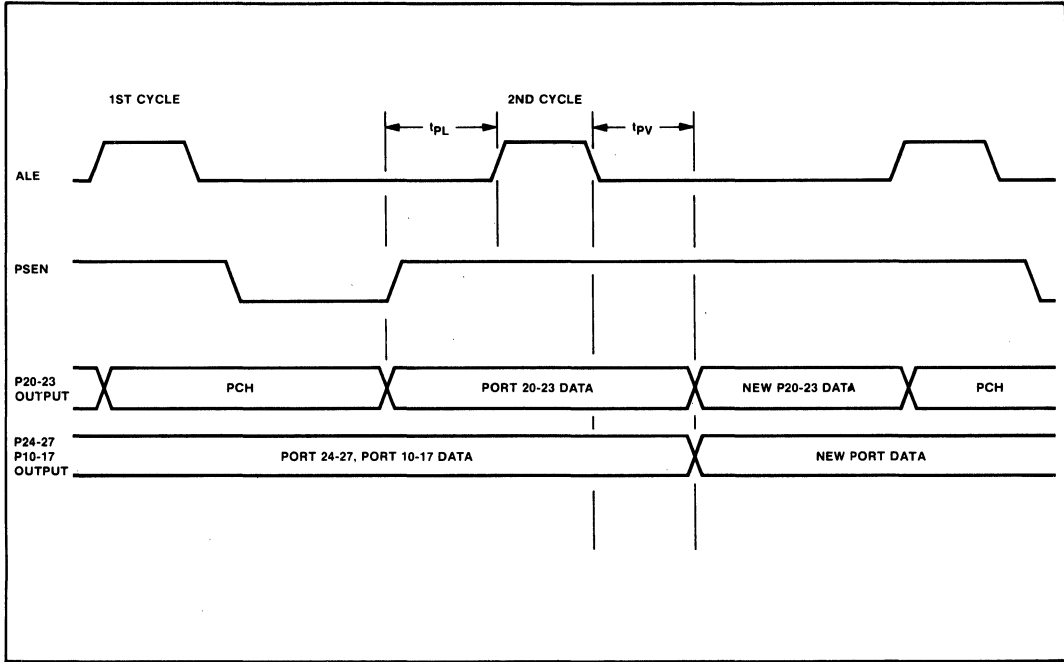 1ST CYCLE
2ND CYCLE
tPL
tPV
ALE
PSEN
P20-23
OUTPUT
PCH
PORT 20-23 DATA
NEW P20-23 DATA
PCH
P24-27
P10-17
OUTPUT
PORT 24-27, PORT 10-17 DATA
NEW PORT DATA